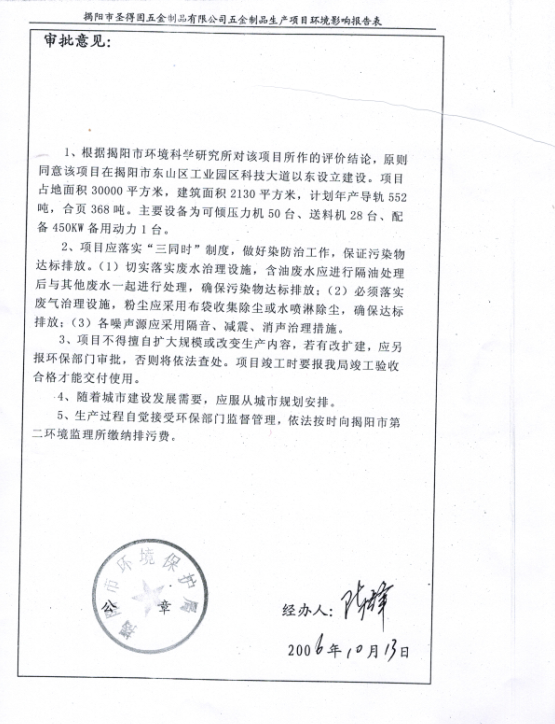 揭阳市圣得固五金制品有限公司五金制品生产项目环境影响报告表
审批意见：
1、根据揭阳市环境科学研究所对该项目所作的评价结论，原则
同意该项目在揭阳市东山区工业园区科技大道以东设立建设。项目
占地面积 30000 平方米，建筑面积 2130 平方米，计划年产导轨 552
吨，合页 368 吨。主要设备为可倾压力机 50 台、送料机 28 台、配
备 450KW 备用动力 1 台。
2、项目应落实“三同时”制度，做好染防治工作，保证污染物
达标排放。（1）切实落实废水治理设施，含油废水应进行隔油处理
后与其他废水一起进行处理，确保污染物达标排放；（2）必须落实
废气治理设施，粉尘应采用布袋收集除尘或水喷淋除尘，确保达标
排放；（3）各噪声源应采用隔音、减震、消声治理措施。
3、项目不得擅自扩大规模或改变生产内容，若有改扩建，应另
报环保部门审批，否则将依法查处。项目竣工时要报我局竣工验收
合格才能交付使用。
4、随着城市建设发展需要，应服从城市规划安排。
5、生产过程自觉接受环保部门监督管理，依法按时向揭阳市第
二环境监理所缴纳排污费。
揭阳市环境保护局
公 章
经办人：
2006 年 10 月 13 日